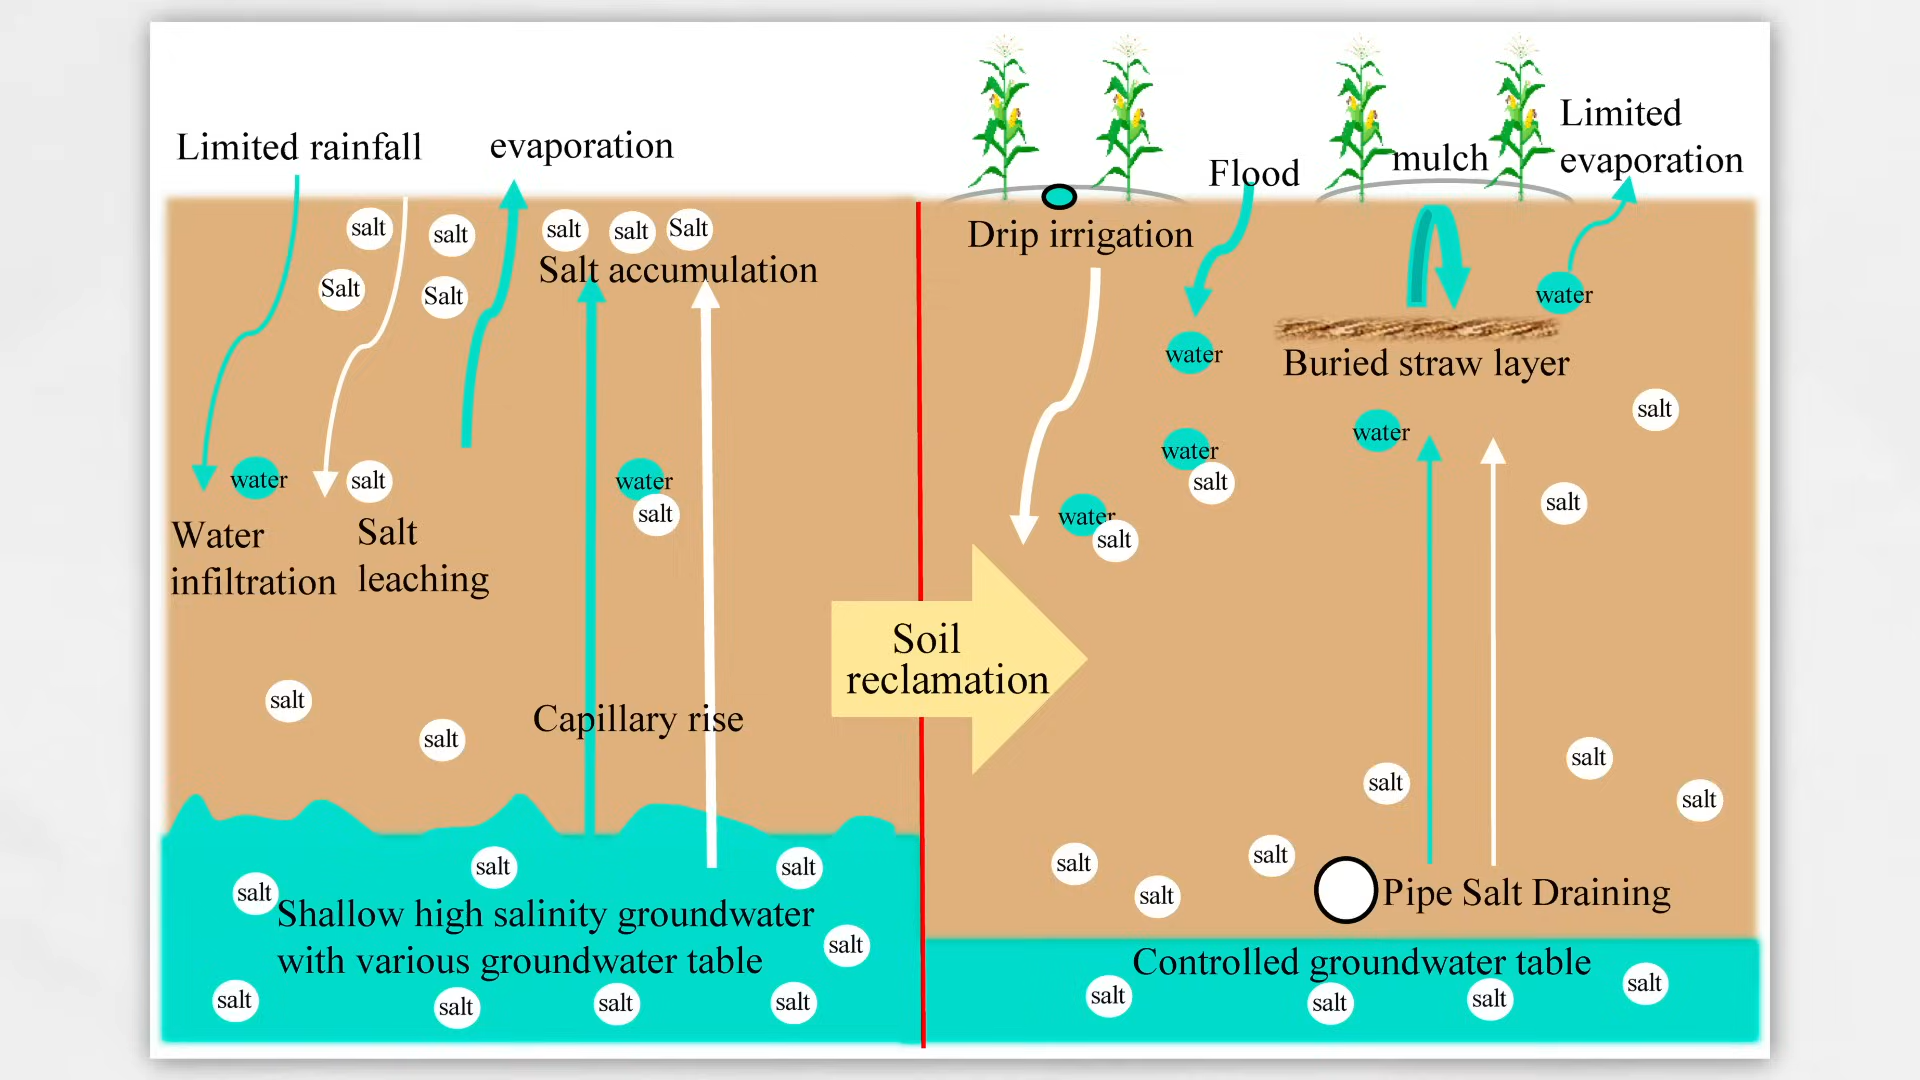 Limited rainfall
evaporation
salt
salt
Salt
Salt
salt
salt
Salt
Salt accumulation
water
salt
Water
infiltration
Salt
leaching
water
salt
salt
salt
Capillary rise
salt
salt
salt
Shallow high salinity groundwater
with various groundwater table
salt
salt
salt
salt
salt
Soil
reclamation
Drip irrigation
Flood
mulch
Limited
evaporation
water
water
Buried straw layer
water
salt
water
salt
water
salt
salt
salt
salt
salt
salt
salt
salt
Pipe Salt Draining
Controlled groundwater table
salt
salt
salt
salt
salt